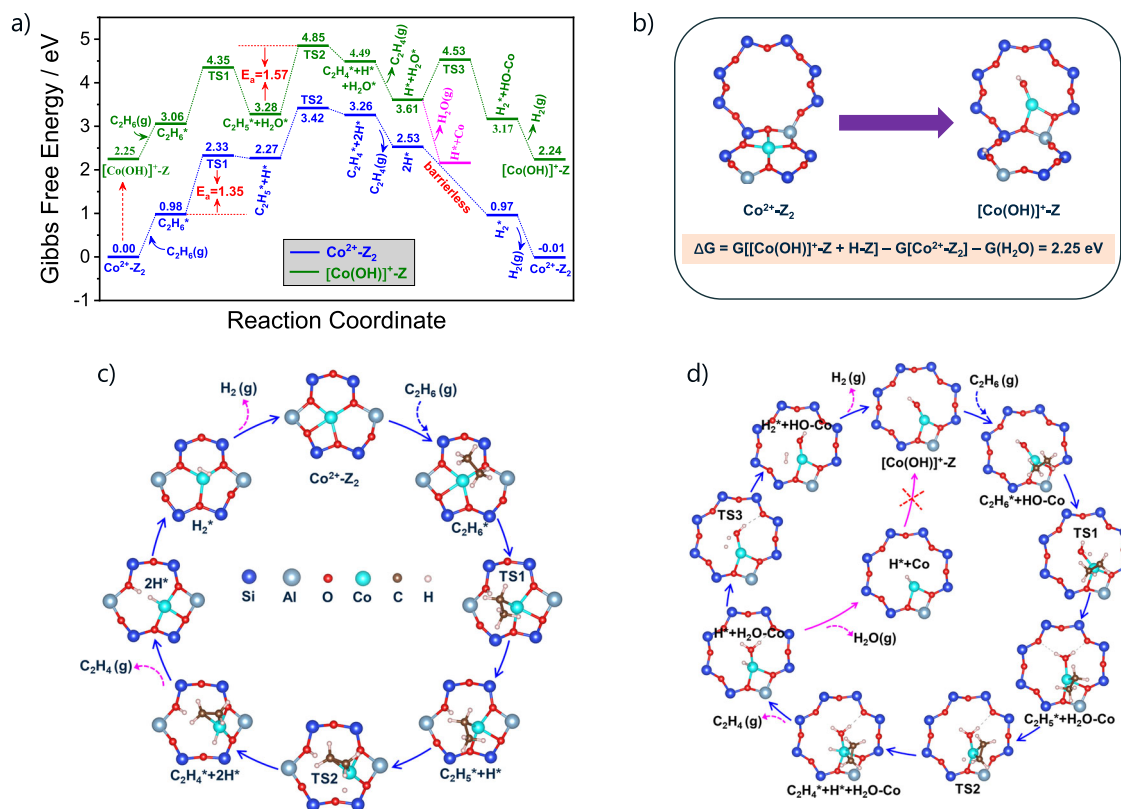 a)
Gibbs Free Energy / eV
6
5
4
3
2
1
0
-1
Reaction Coordinate
2.25
[Co(OH)]⁺-Z
C₂H₆(g)
3.06
C₂H₆*
4.35
TS1
Eₐ=1.57
3.28
C₂H₅*+H₂O*
4.85
TS2
4.49
C₂H₄*+H*
+H₂O*
C₂H₄(g)
H*+H₂O*
3.61
4.53
TS3
H₂O(g)
H*+Co
H₂*+HO-Co
3.17
H₂(g)
2.24
[Co(OH)]⁺-Z
0.00
Co²⁺-Z₂
C₂H₆(g)
0.98
C₂H₆*
2.33
TS1
Eₐ=1.35
2.27
C₂H₅*+H*
TS2
3.42
3.26
C₂H₄*+2H*
C₂H₄(g)
2.53
2H*
barrierless
0.97
H₂*
H₂(g)
-0.01
Co²⁺-Z₂
Co²⁺-Z₂
[Co(OH)]⁺-Z
b)
Co²⁺-Z₂
[Co(OH)]⁺-Z
ΔG = G[[Co(OH)]⁺-Z + H-Z] − G[Co²⁺-Z₂] − G(H₂O) = 2.25 eV
c)
H₂ (g)
C₂H₆ (g)
Co²⁺-Z₂
C₂H₆*
TS1
C₂H₅*+H*
TS2
C₂H₄*+2H*
C₂H₄ (g)
2H*
H₂*
Si Al O Co C H
d)
H₂ (g)
C₂H₆ (g)
[Co(OH)]⁺-Z
C₂H₆*+HO-Co
TS1
C₂H₅*+H₂O-Co
TS2
C₂H₄*+H*+H₂O-Co
C₂H₄ (g)
H*+H₂O-Co
H₂O(g)
H*+Co
TS3
H₂*+HO-Co